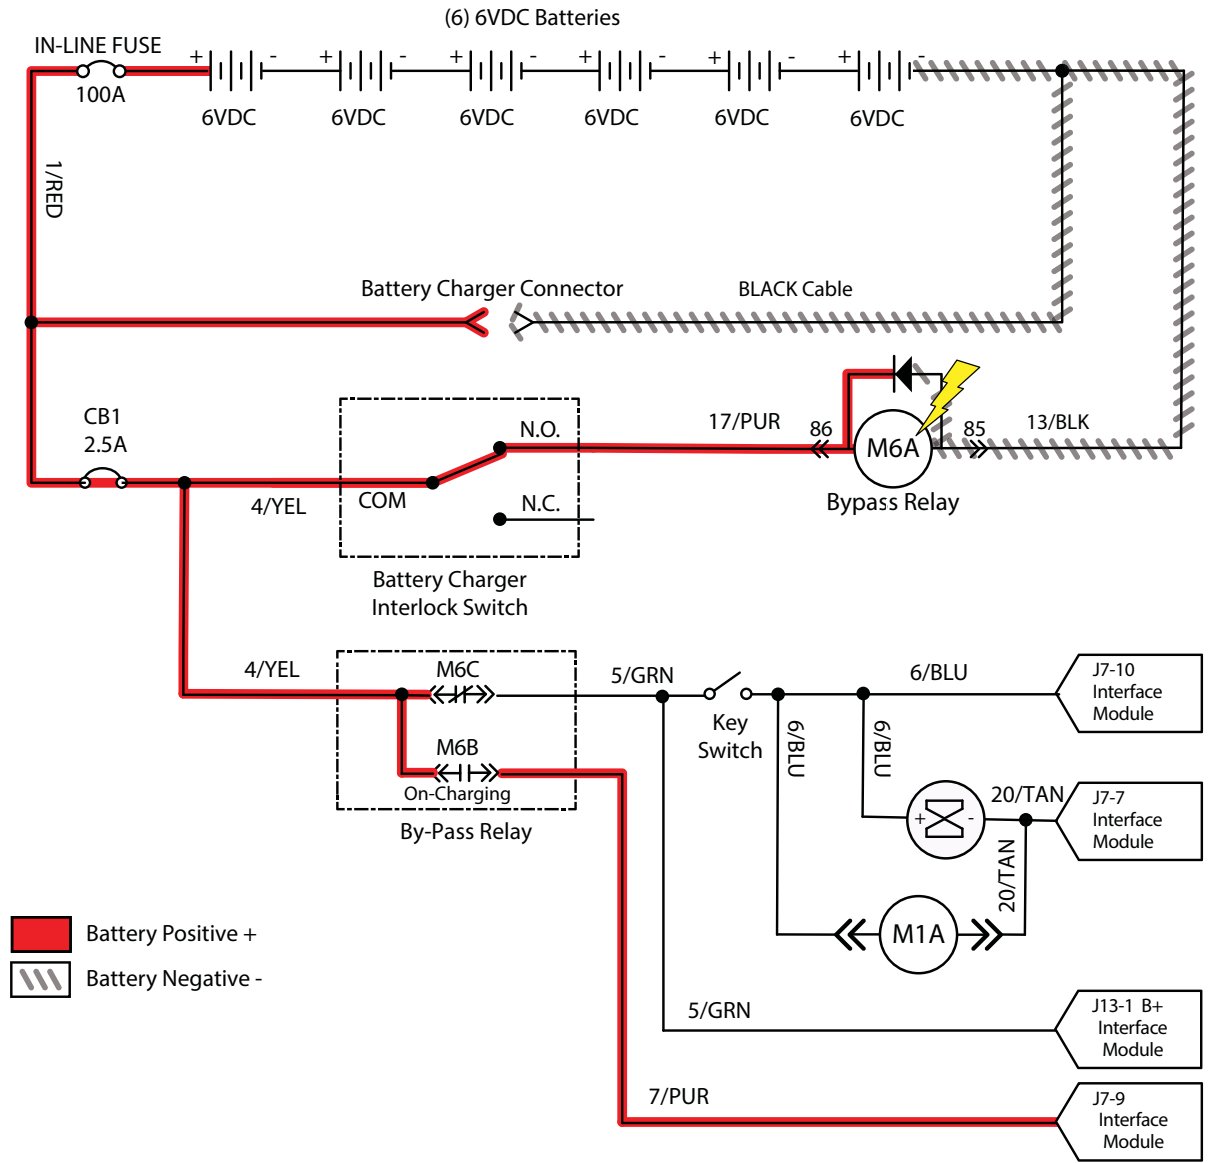 (6) 6VDC Batteries
IN-LINE FUSE
100A
+ - + - + - + - + - + -
6VDC 6VDC 6VDC 6VDC 6VDC 6VDC
1/RED
Battery Charger Connector
BLACK Cable
CB1
2.5A
N.O.
17/PUR
86
M6A
85
13/BLK
Bypass Relay
4/YEL
COM
N.C.
Battery Charger
Interlock Switch
4/YEL
M6C
5/GRN
Key
Switch
6/BLU
J7-10
Interface
Module
M6B
On-Charging
By-Pass Relay
6/BLU
6/BLU
+ -
20/TAN
J7-7
Interface
Module
20/TAN
M1A
Battery Positive +
Battery Negative -
5/GRN
J13-1 B+
Interface
Module
7/PUR
J7-9
Interface
Module